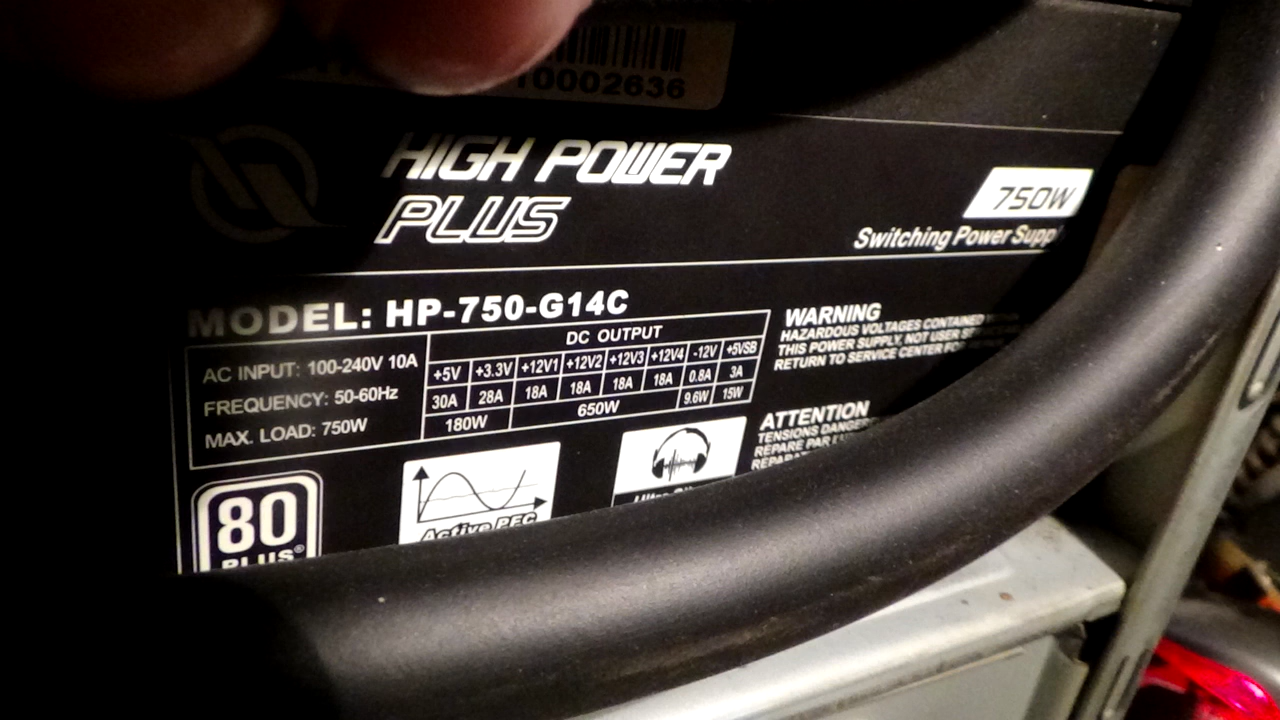 10002636
HIGH POWER
PLUS
750W
Switching Power Supp
MODEL: HP-750-G14C
AC INPUT: 100-240V 10A
FREQUENCY: 50-60Hz
MAX. LOAD: 750W
DC OUTPUT
+5V +3.3V +12V1 +12V2 +12V3 +12V4 -12V +5VSB
30A 28A 18A 18A 18A 18A 0.8A 3A
180W 650W 9.6W 15W
WARNING
HAZARDOUS VOLTAGES CONTAINED
THIS POWER SUPPLY, NOT USER
RETURN TO SERVICE CENTER
ATTENTION
TENSIONS
REPARE PAR
80
PLUS®
Active PFC